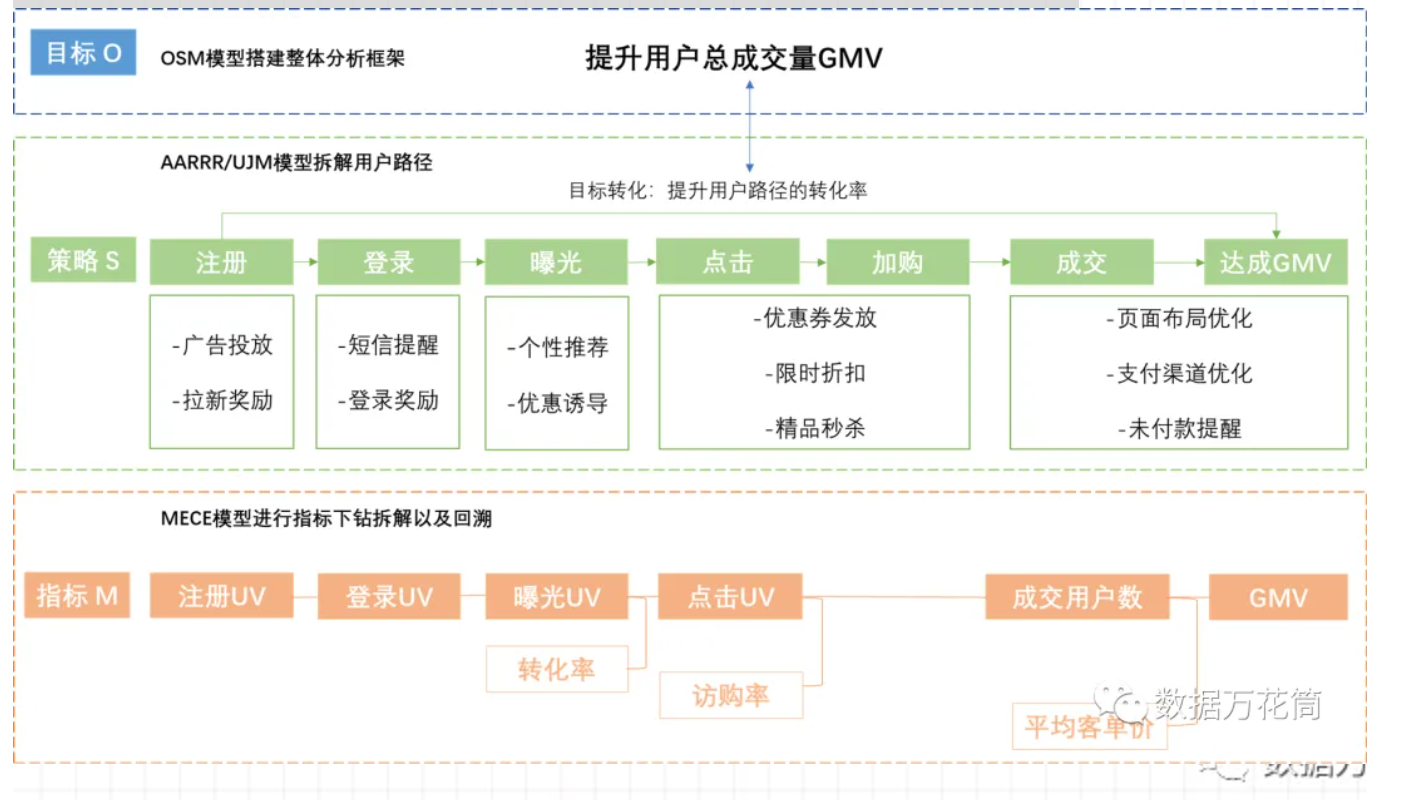 目标 O
OSM模型搭建整体分析框架
提升用户总成交量GMV
AARRR/UJM模型拆解用户路径
目标转化：提升用户路径的转化率
策略 S
注册
登录
曝光
点击
加购
成交
达成GMV
-广告投放
-拉新奖励
-短信提醒
-登录奖励
-个性推荐
-优惠诱导
-优惠券发放
-限时折扣
-精品秒杀
-页面布局优化
-支付渠道优化
-未付款提醒
MECE模型进行指标下钻拆解以及回溯
指标 M
注册UV
登录UV
曝光UV
点击UV
成交用户数
GMV
转化率
访购率
平均客单价
数据万花筒
数据万